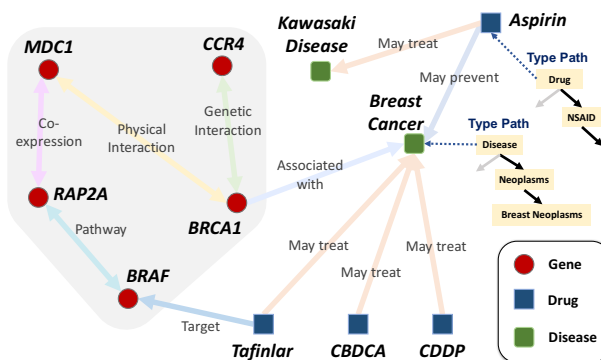 Aspirin
Kawasaki
Disease
MDC1
CCR4
May treat
Type Path
Drug
May prevent
NSAID
Breast
Cancer
Co-
expression
Physical
Interaction
Genetic
Interaction
Type Path
Disease
Associated
with
Neoplasms
RAP2A
BRCA1
Breast Neoplasms
Pathway
May treat
May treat
May treat
BRAF
Target
Tafinlar
CBDCA
CDDP
Gene
Drug
Disease